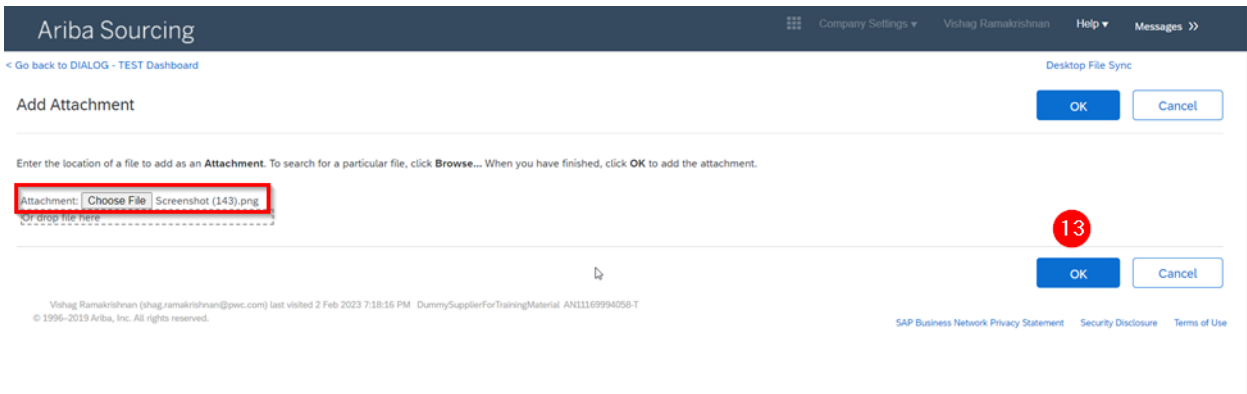 Ariba Sourcing
Company Settings ▾ Vishag Ramakrishnan Help ▾ Messages >>
< Go back to DIALOG - TEST Dashboard
Desktop File Sync
Add Attachment
OK Cancel
Enter the location of a file to add as an Attachment. To search for a particular file, click Browse... When you have finished, click OK to add the attachment.
Attachment: Choose File Screenshot (143).png
Or drop file here
13
OK Cancel
Vishag Ramakrishnan (shag.ramakrishnan@pwc.com) last visited 2 Feb 2023 7:18:16 PM DummySupplierForTrainingMaterial AN11169994058-T
© 1996–2019 Ariba, Inc. All rights reserved.
SAP Business Network Privacy Statement Security Disclosure Terms of Use